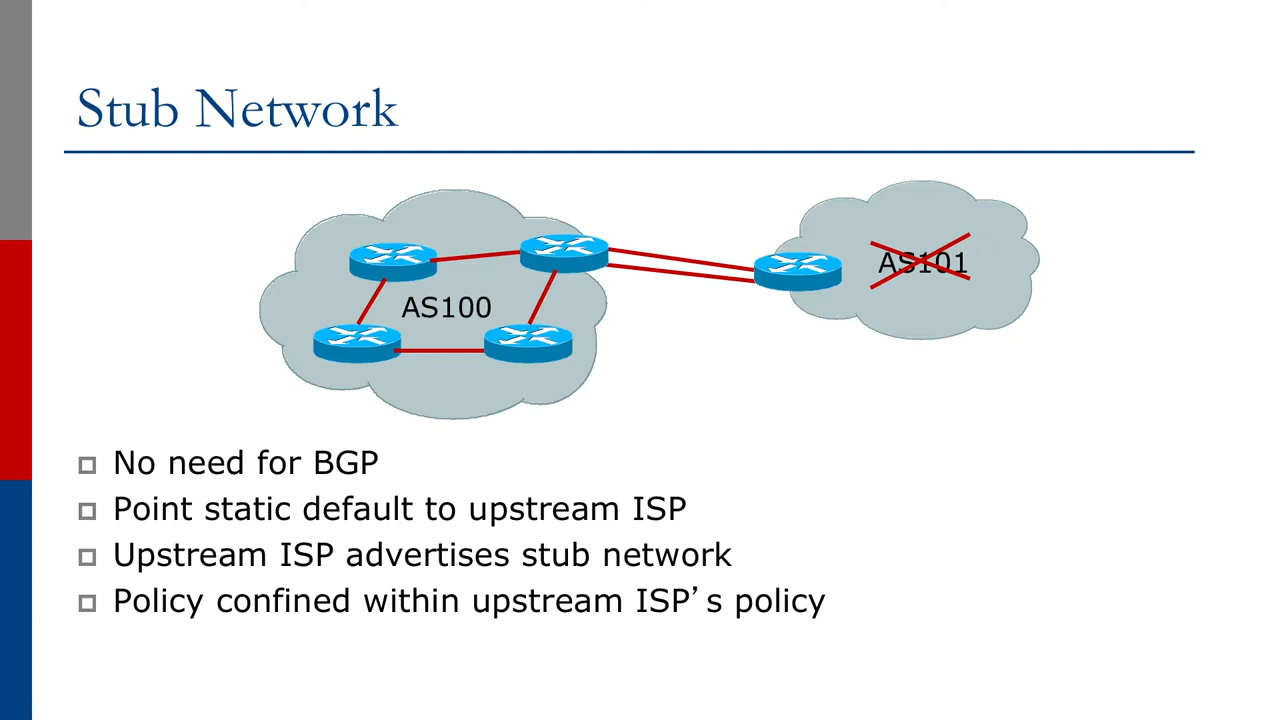 Stub Network
AS101
AS100
No need for BGP
Point static default to upstream ISP
Upstream ISP advertises stub network
Policy confined within upstream ISP’s policy